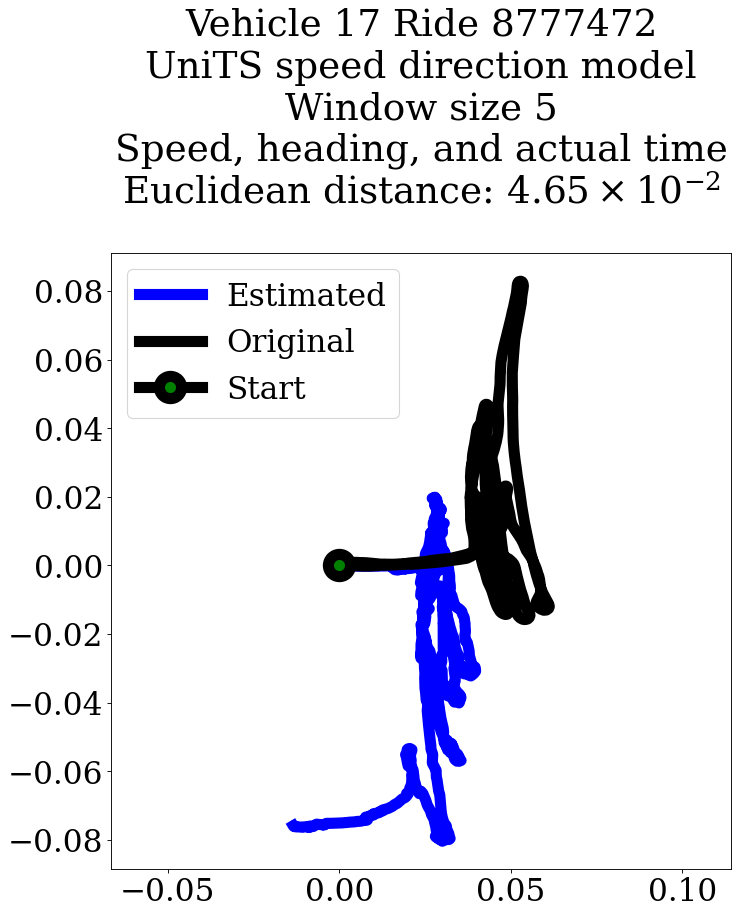 Vehicle 17 Ride 8777472
UniTS speed direction model
Window size 5
Speed, heading, and actual time
Euclidean distance: 4.65 × 10⁻²
Estimated
Original
Start
0.08
0.06
0.04
0.02
0.00
−0.02
−0.04
−0.06
−0.08
−0.05 0.00 0.05 0.10